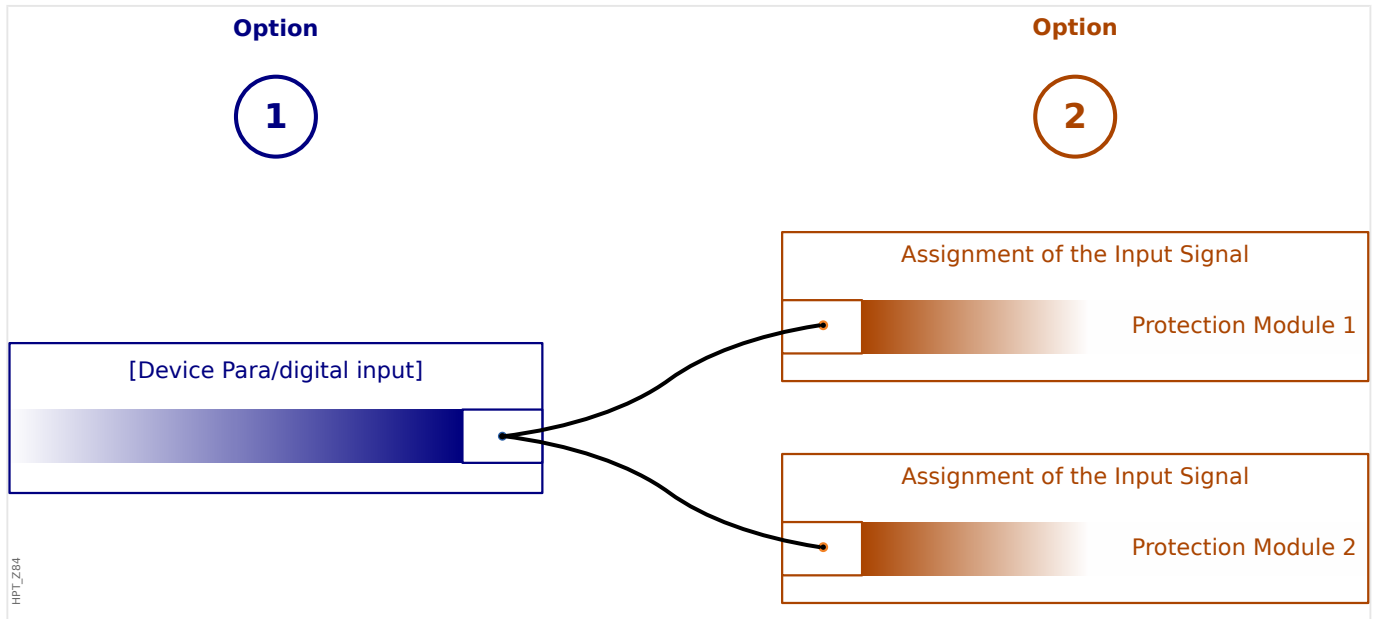 Option
1
Option
2
[Device Para/digital input]
Assignment of the Input Signal
Protection Module 1
Assignment of the Input Signal
Protection Module 2
HPT_Z84